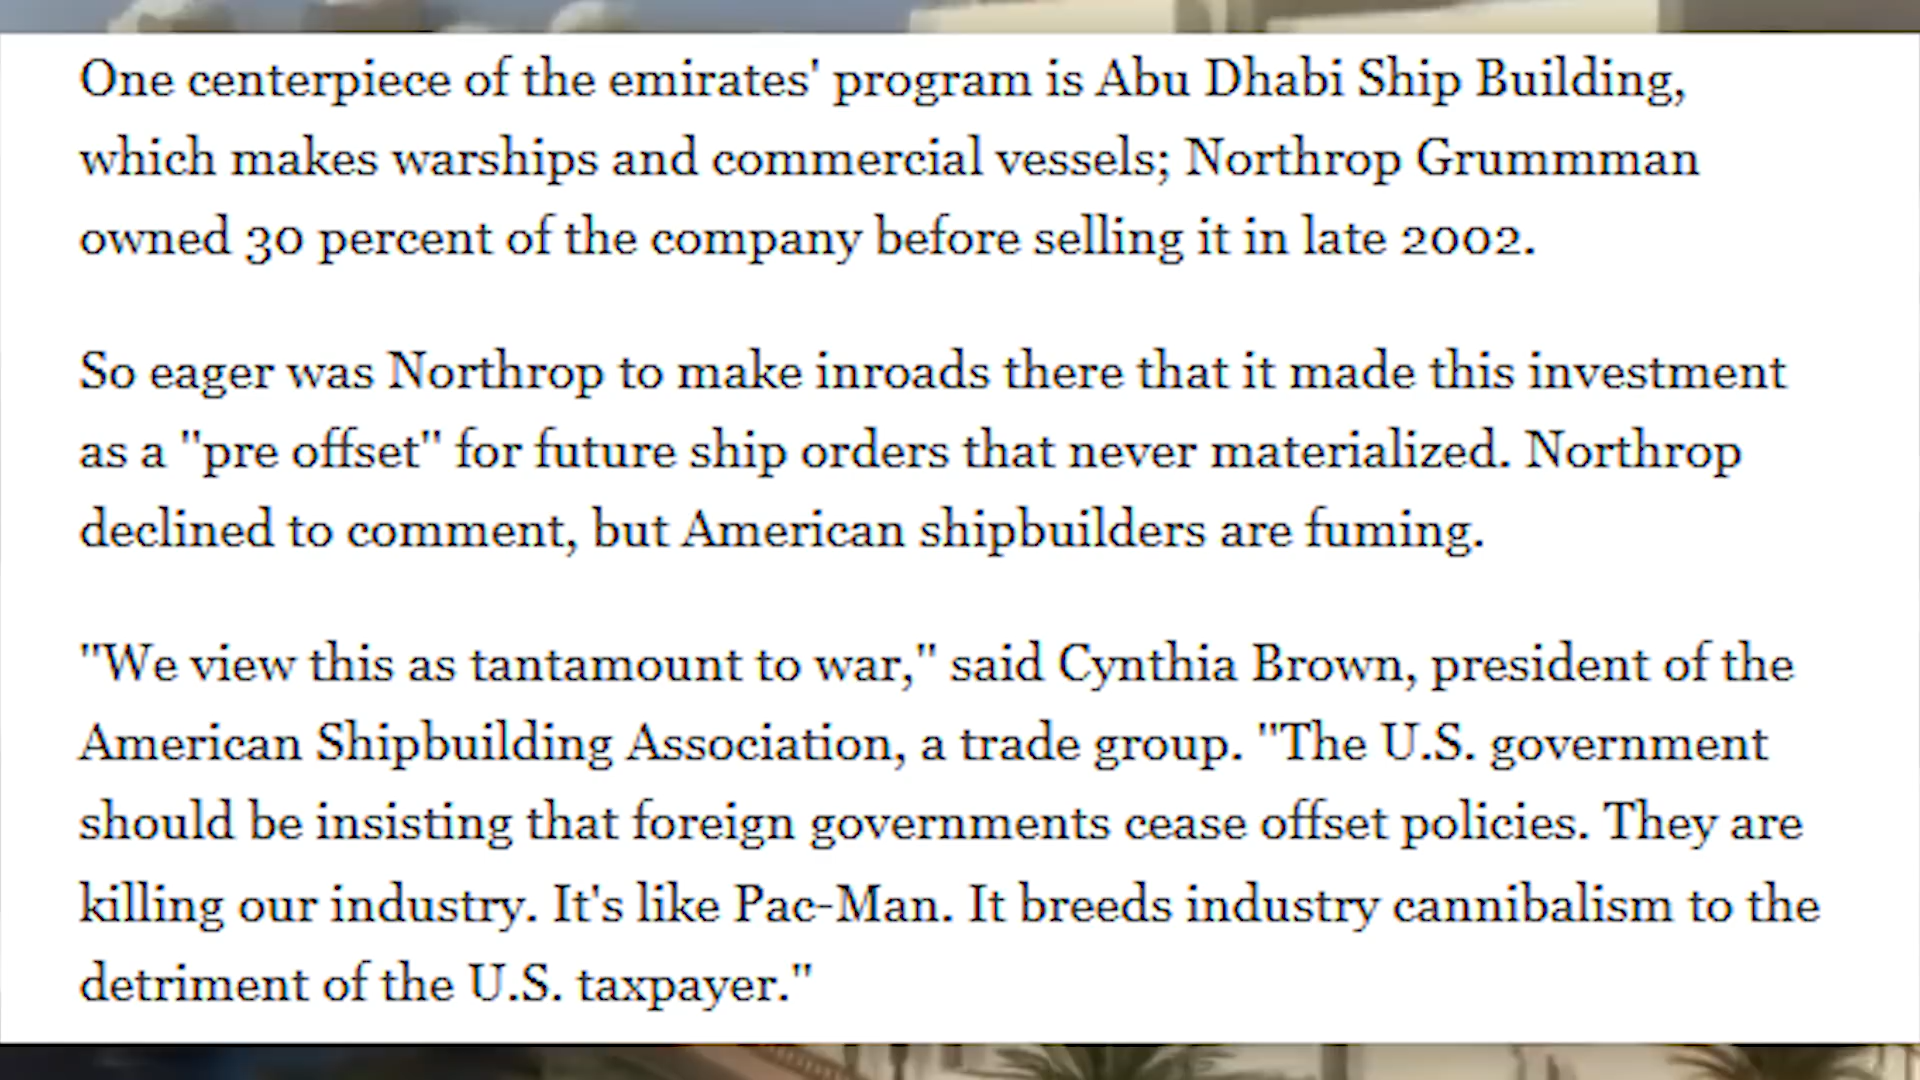 One centerpiece of the emirates' program is Abu Dhabi Ship Building,
which makes warships and commercial vessels; Northrop Grummman
owned 30 percent of the company before selling it in late 2002.
So eager was Northrop to make inroads there that it made this investment
as a "pre offset" for future ship orders that never materialized. Northrop
declined to comment, but American shipbuilders are fuming.
"We view this as tantamount to war," said Cynthia Brown, president of the
American Shipbuilding Association, a trade group. "The U.S. government
should be insisting that foreign governments cease offset policies. They are
killing our industry. It's like Pac-Man. It breeds industry cannibalism to the
detriment of the U.S. taxpayer."